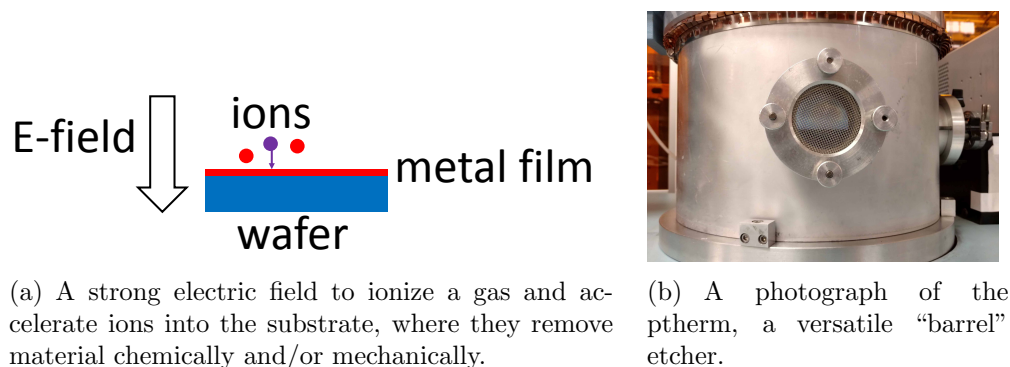 ions
E-field
metal film
wafer
(a) A strong electric field to ionize a gas and ac-
celerate ions into the substrate, where they remove
material chemically and/or mechanically.
(b) A photograph of the
ptherm, a versatile “barrel”
etcher.